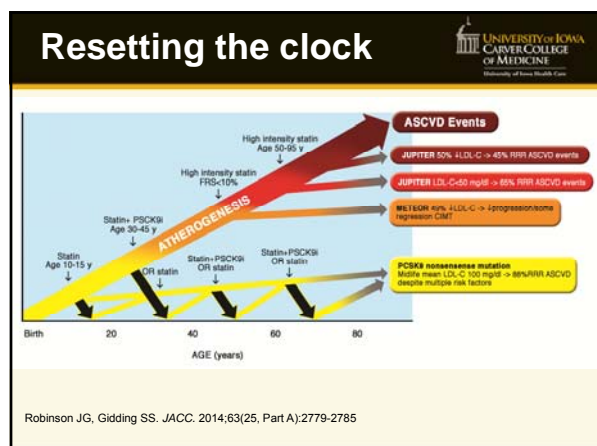 Resetting the clock
UNIVERSITY OF IOWA
CARVER COLLEGE
OF MEDICINE
University of Iowa Health Care
ASCVD Events
High intensity statin
Age 50-95 y
JUPITER 50% ↓LDL-C -> 45% RRR ASCVD events
High intensity statin
FRS<10%
JUPITER LDL-C<50 mg/dl -> 65% RRR ASCVD events
METEOR 49% ↓LDL-C -> ↓progression/some
regression CIMT
Statin+ PSCK9i
Age 30-45 y
ATHEROGENESIS
Statin
Age 10-15 y
OR statin
Statin+PSCK9i
OR statin
Statin+PSCK9i
OR statin
PCSK9 nonsense mutation
Midlife mean LDL-C 100 mg/dl -> 88%RRR ASCVD
despite multiple risk factors
Birth 20 40 60 80
AGE (years)
Robinson JG, Gidding SS. JACC. 2014;63(25, Part A):2779-2785